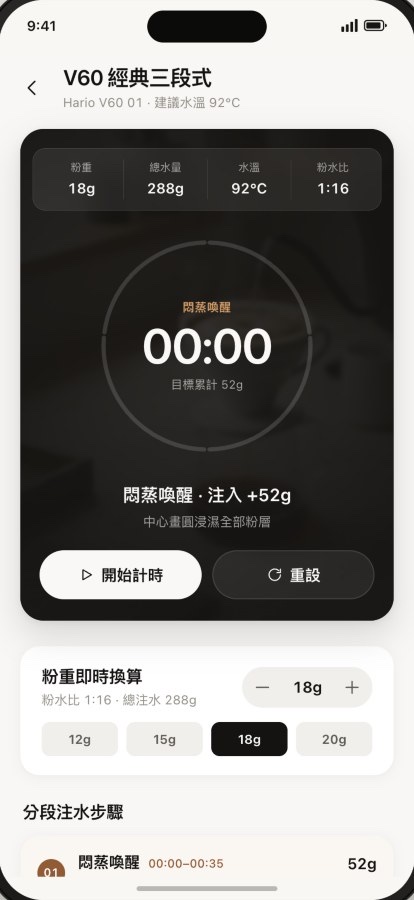 9:41
V60 經典三段式
Hario V60 01 · 建議水溫 92°C
粉重 總水量 水溫 粉水比
18g 288g 92°C 1:16
悶蒸喚醒
00:00
目標累計 52g
悶蒸喚醒 · 注入 +52g
中心畫圓浸濕全部粉層
開始計時 重設
粉重即時換算
粉水比 1:16 · 總注水 288g
18g
12g 15g 18g 20g
分段注水步驟
01 悶蒸喚醒 00:00–00:35 52g